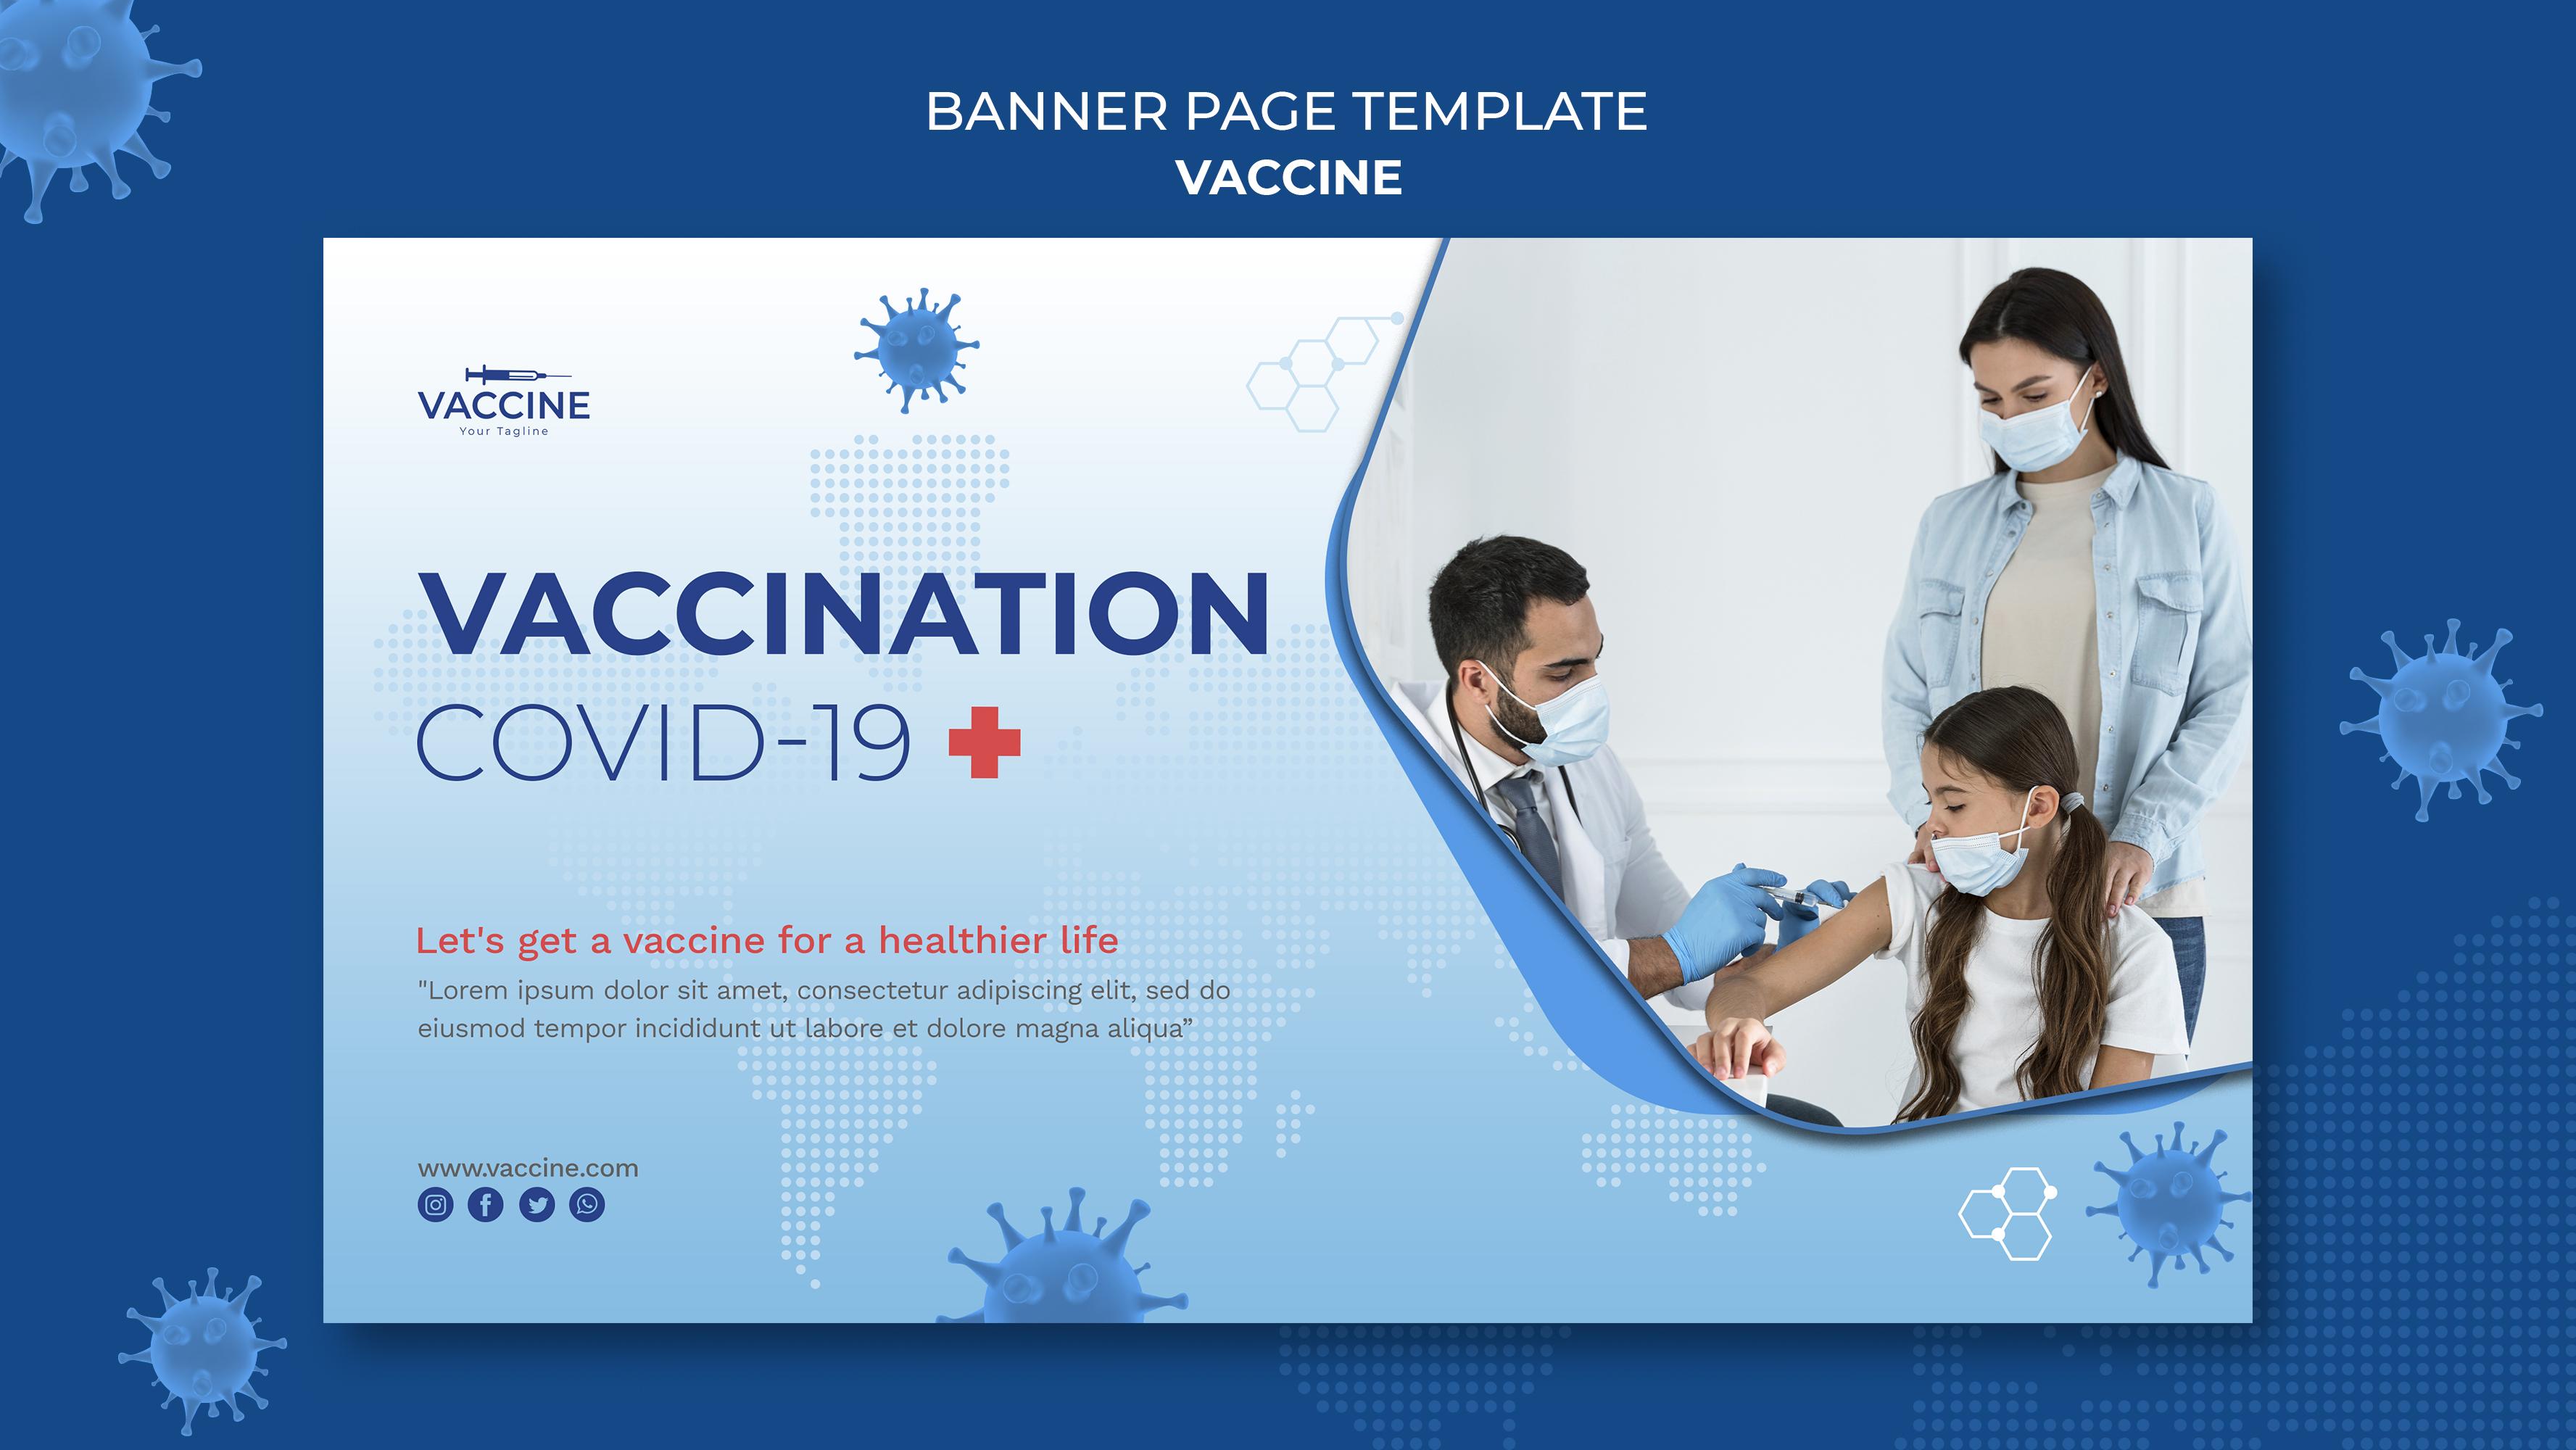 BANNER PAGE TEMPLATE
VACCINE
VACCINE
Your Tagline
VACCINATION
COVID-19
Let's get a vaccine for a healthier life
"Lorem ipsum dolor sit amet, consectetur adipiscing elit, sed do
eiusmod tempor incididunt ut labore et dolore magna aliqua”
www.vaccine.com